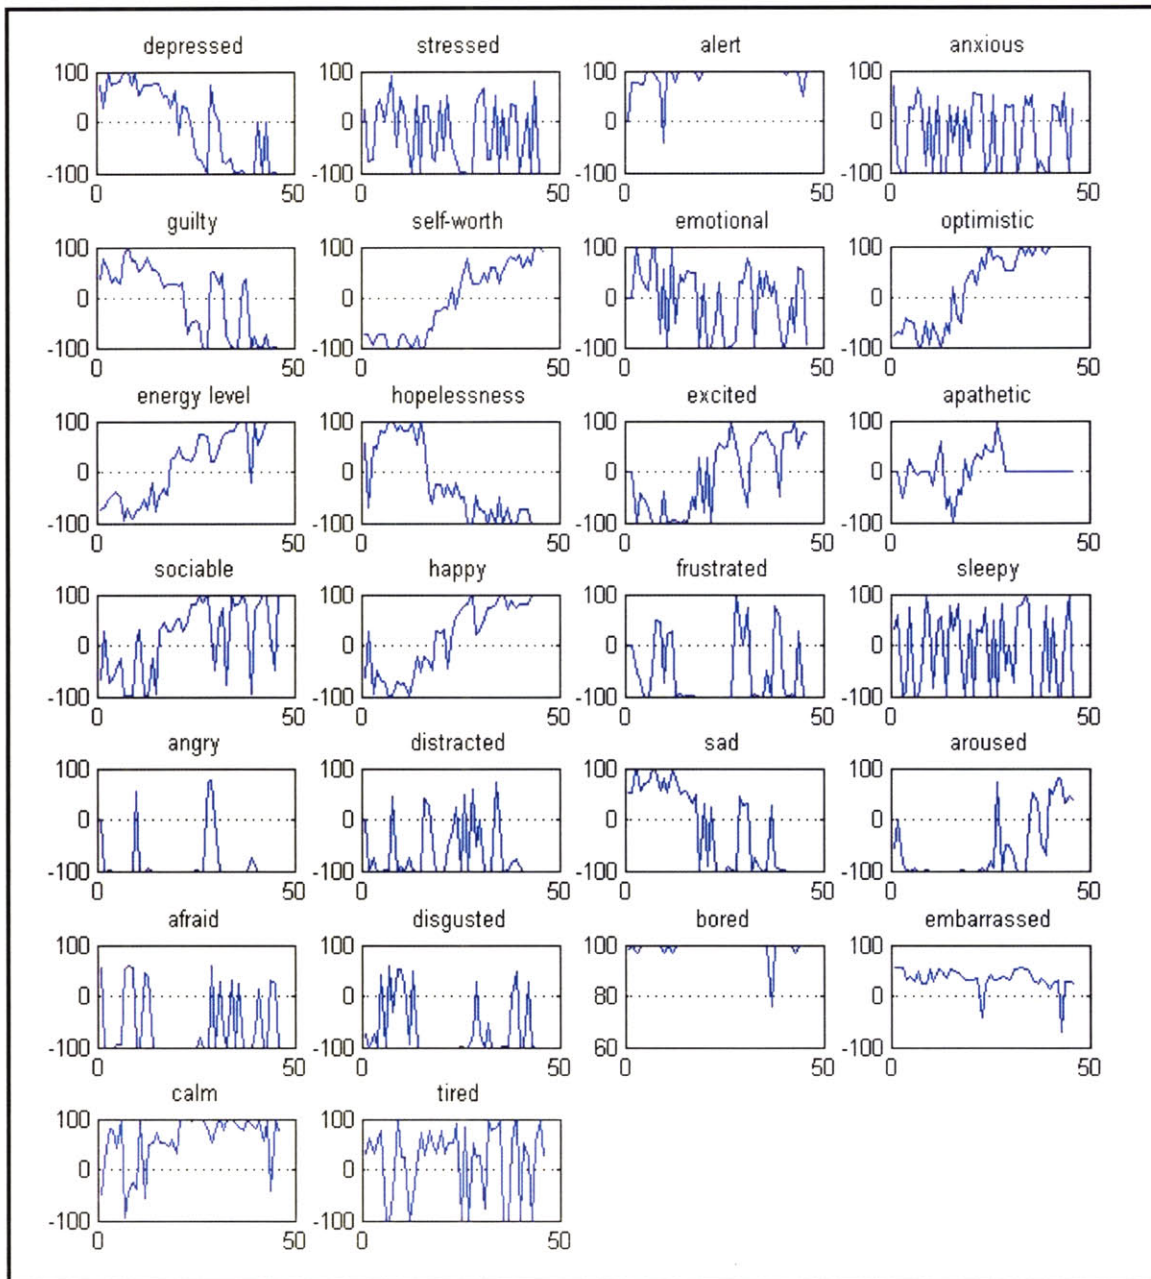 depressed stressed alert anxious
100 100 100 100
0 0 0 0
-100 -100 -100 -100
0 50 0 50 0 50 0 50
guilty self-worth emotional optimistic
100 100 100 100
0 0 0 0
-100 -100 -100 -100
0 50 0 50 0 50 0 50
energy level hopelessness excited apathetic
100 100 100 100
0 0 0 0
-100 -100 -100 -100
0 50 0 50 0 50 0 50
sociable happy frustrated sleepy
100 100 100 100
0 0 0 0
-100 -100 -100 -100
0 50 0 50 0 50 0 50
angry distracted sad aroused
100 100 100 100
0 0 0 0
-100 -100 -100 -100
0 50 0 50 0 50 0 50
afraid disgusted bored embarrassed
100 100 100 100
0 0 80 0
-100 -100 60 -100
0 50 0 50 0 50 0 50
calm tired
100 100
0 0
-100 -100
0 50 0 50